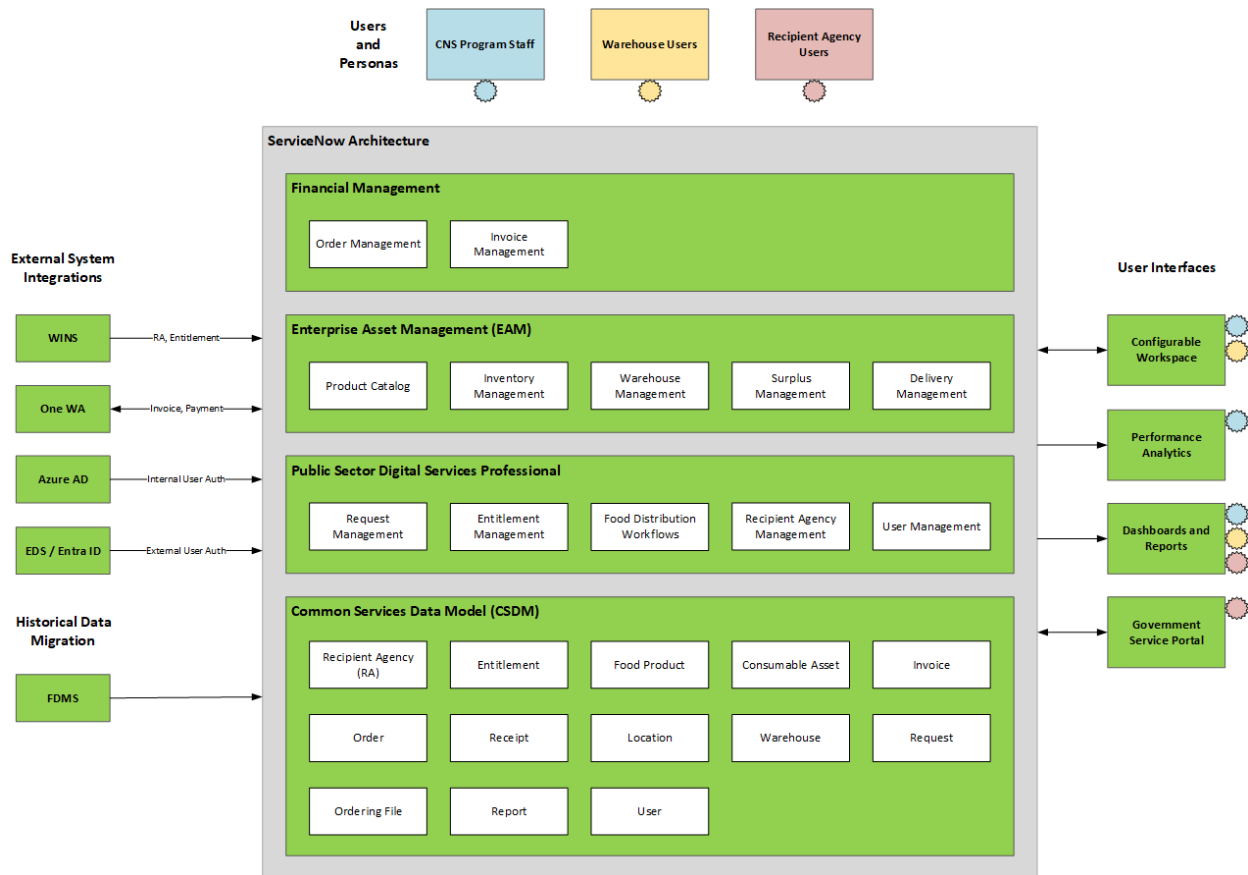 Users
and
Personas
CNS Program Staff
Warehouse Users
Recipient Agency
Users
ServiceNow Architecture
Financial Management
Order Management
Invoice
Management
External System
Integrations
WINS
RA, Entitlement
One WA
Invoice, Payment
Azure AD
Internal User Auth
EDS / Entra ID
External User Auth
Historical Data
Migration
FDMS
Enterprise Asset Management (EAM)
Product Catalog
Inventory
Management
Warehouse
Management
Surplus
Management
Delivery
Management
Public Sector Digital Services Professional
Request
Management
Entitlement
Management
Food Distribution
Workflows
Recipient Agency
Management
User Management
Common Services Data Model (CSDM)
Recipient Agency
(RA)
Entitlement
Food Product
Consumable Asset
Invoice
Order
Receipt
Location
Warehouse
Request
Ordering File
Report
User
User Interfaces
Configurable
Workspace
Performance
Analytics
Dashboards and
Reports
Government
Service Portal